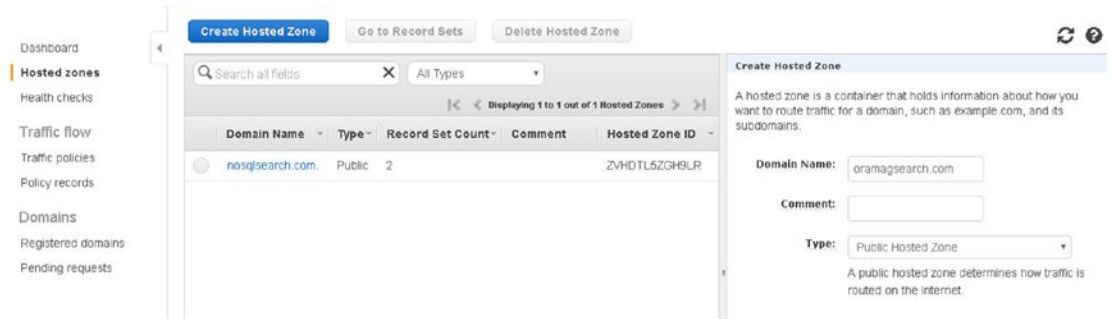 Dashboard
Hosted zones
Health checks
Traffic flow
Traffic policies
Policy records
Domains
Registered domains
Pending requests
Create Hosted Zone Go to Record Sets Delete Hosted Zone
Search all fields All Types
Displaying 1 to 1 out of 1 Hosted Zones
Domain Name Type Record Set Count Comment Hosted Zone ID
nosqlsearch.com. Public 2 ZVHDTL5ZGH9LR
Create Hosted Zone
A hosted zone is a container that holds information about how you
want to route traffic for a domain, such as example.com, and its
subdomains.
Domain Name: oramagsearch.com
Comment:
Type: Public Hosted Zone
A public hosted zone determines how traffic is
routed on the Internet.